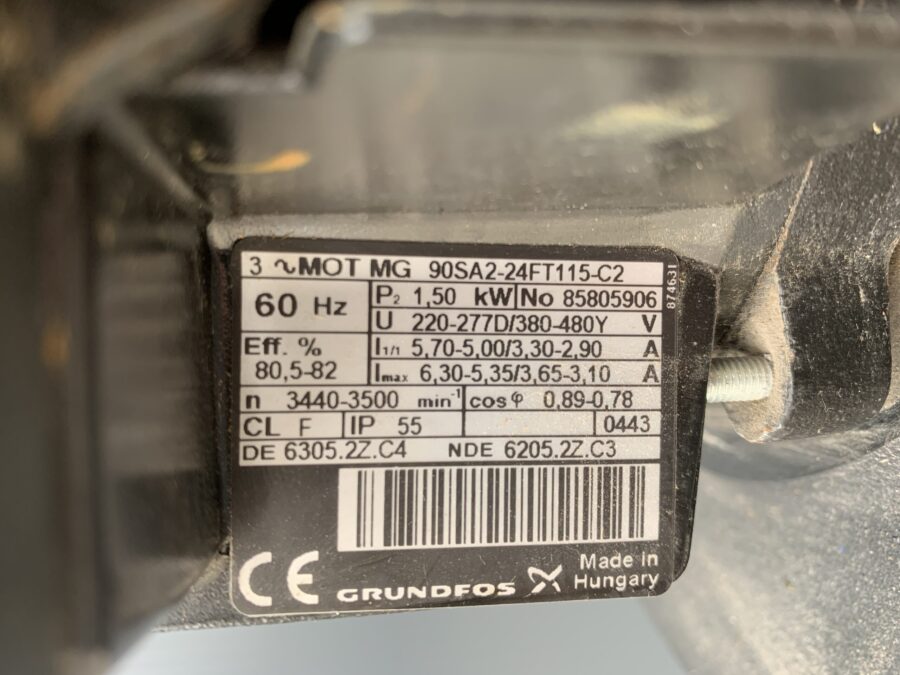 3 ∿ MOT MG 90SA2-24FT115-C2
60 Hz
P2 1,50 kW No 85805906
U 220-277D/380-480Y V
Eff. %
80,5-82
I1/1 5,70-5,00/3,30-2,90 A
Imax 6,30-5,35/3,65-3,10 A
n 3440-3500 min-1 cos φ 0,89-0,78
CL F IP 55 0443
DE 6305.2Z.C4 NDE 6205.2Z.C3
874631
CE GRUNDFOS
Made in
Hungary